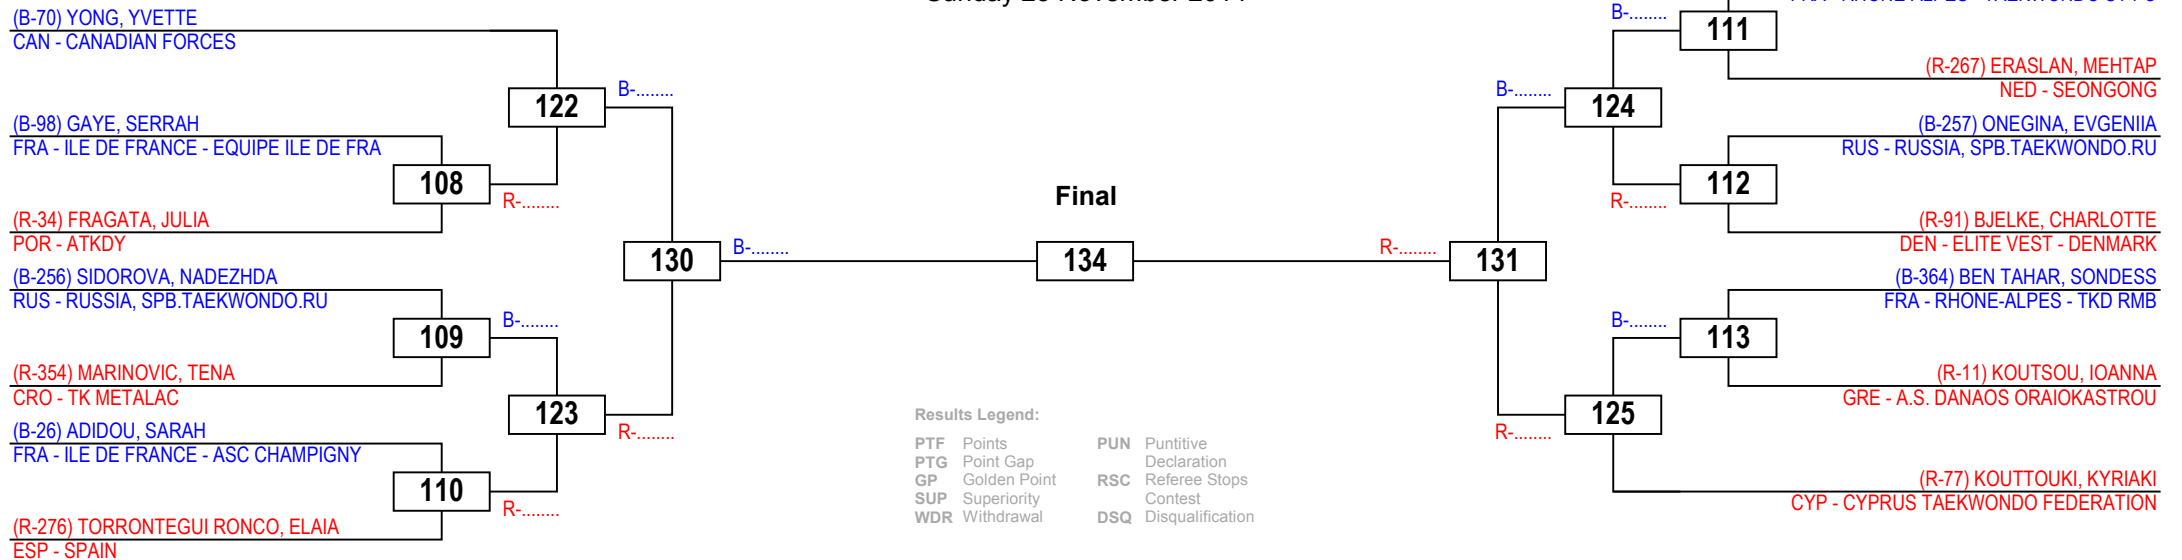 (B-70) YONG, YVETTE
CAN - CANADIAN FORCES
(B-98) GAYE, SERRAH
FRA - ILE DE FRANCE - EQUIPE ILE DE FRA
(R-34) FRAGATA, JULIA
POR - ATKDY
(B-256) SIDOROVA, NADEZHDA
RUS - RUSSIA, SPB.TAEKWONDO.RU
(R-354) MARINOVIC, TENA
CRO - TK METALAC
(B-26) ADIDOU, SARAH
FRA - ILE DE FRANCE - ASC CHAMPIGNY
(R-276) TORRONTEGUI RONCO, ELAIA
ESP - SPAIN
108
109
110
R-........
B-........
R-........
122
123
B-........
R-........
130
B-........
Final
134
R-........
131
B-........
R-........
124
125
B-........
R-........
B-........
111
112
113
(R-267) ERASLAN, MEHTAP
NED - SEONGONG
(B-257) ONEGINA, EVGENIIA
RUS - RUSSIA, SPB.TAEKWONDO.RU
(R-91) BJELKE, CHARLOTTE
DEN - ELITE VEST - DENMARK
(B-364) BEN TAHAR, SONDESS
FRA - RHONE-ALPES - TKD RMB
(R-11) KOUTSOU, IOANNA
GRE - A.S. DANAOS ORAIOKASTROU
(R-77) KOUTTOUKI, KYRIAKI
CYP - CYPRUS TAEKWONDO FEDERATION
Results Legend:
PTF Points
PTG Point Gap
GP Golden Point
SUP Superiority
WDR Withdrawal
PUN Puntitive
Declaration
RSC Referee Stops
Contest
DSQ Disqualification